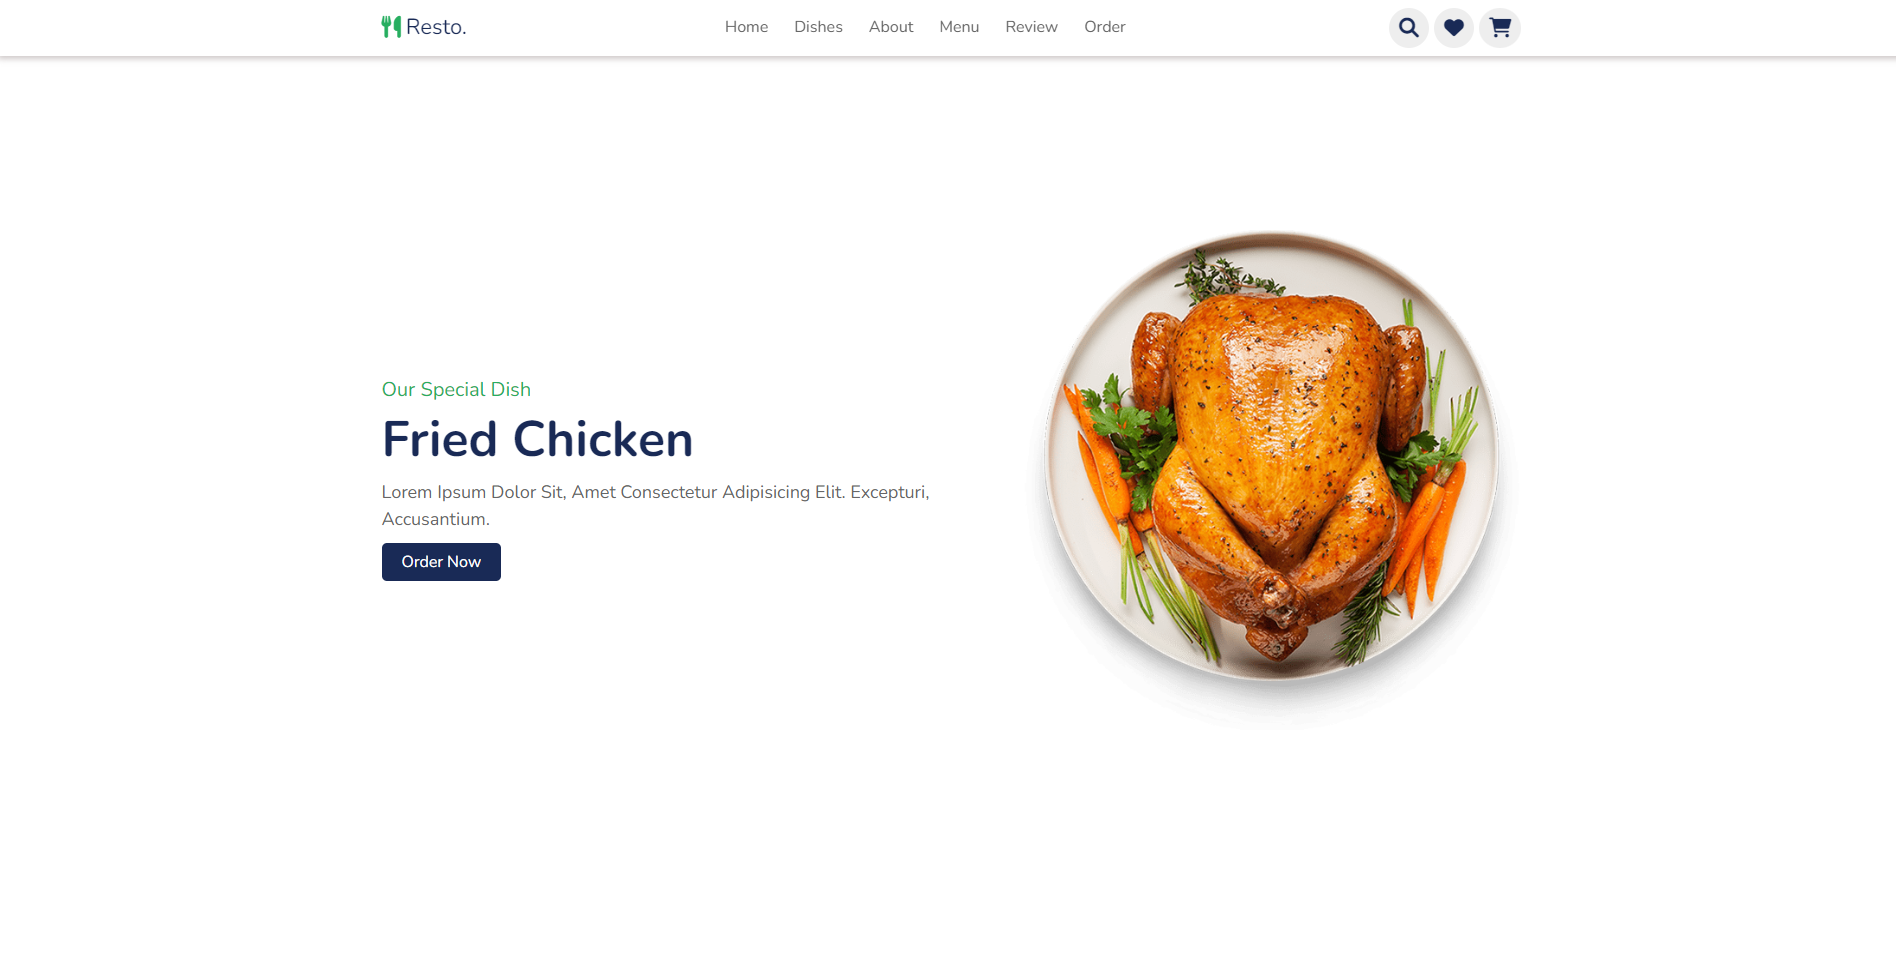 Resto.
Home Dishes About Menu Review Order
Our Special Dish
Fried Chicken
Lorem Ipsum Dolor Sit, Amet Consectetur Adipisicing Elit. Excepturi,
Accusantium.
Order Now